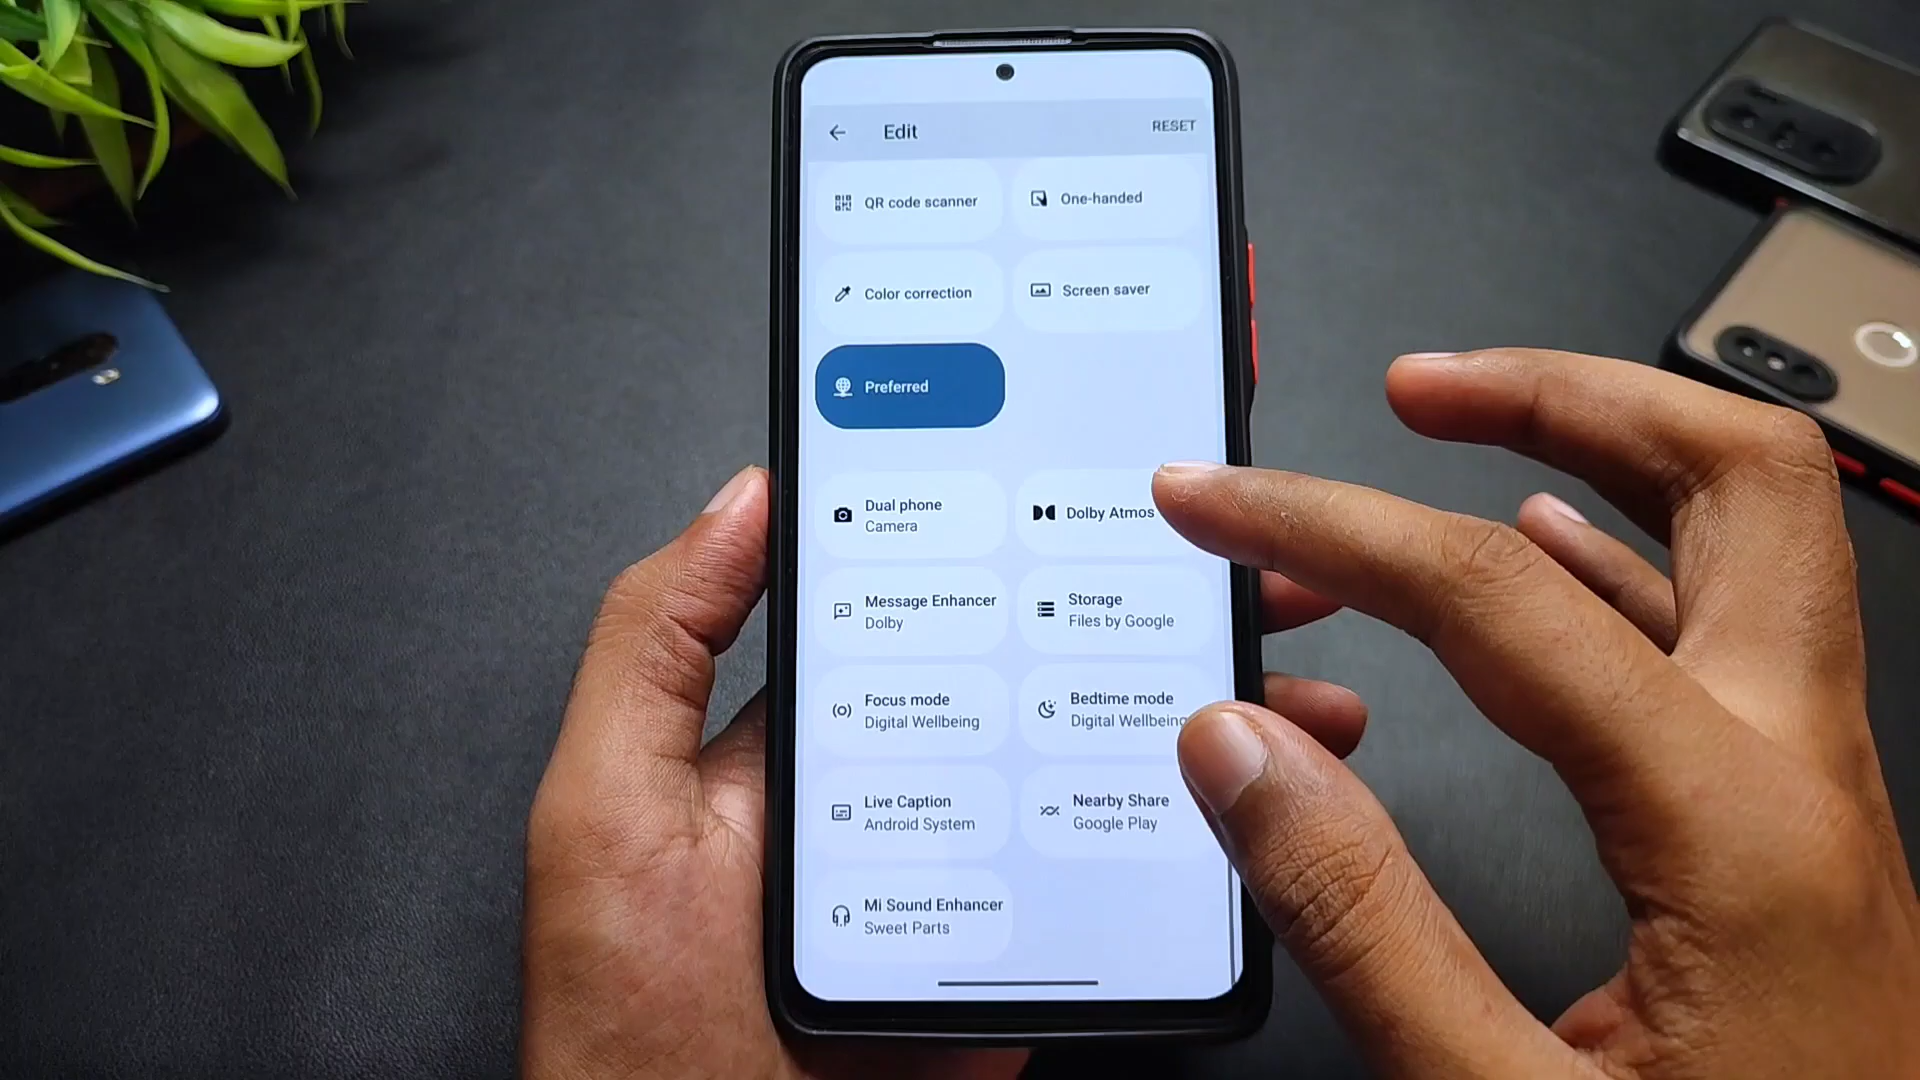 Edit
RESET
QR code scanner
One-handed
Color correction
Screen saver
Preferred
Dual phone
Camera
Dolby Atmos
Message Enhancer
Dolby
Storage
Files by Google
Focus mode
Digital Wellbeing
Bedtime mode
Digital Wellbeing
Live Caption
Android System
Nearby Share
Google Play
Mi Sound Enhancer
Sweet Parts